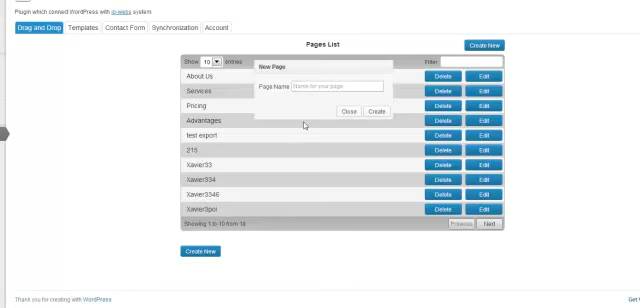 Plugin which connect WordPress with ip-webs system
Drag and Drop Templates Contact Form Synchronization Account
Pages List
Create New
Show 10 entries
Filter:
New Page
Page Name Name for your page
Close Create
About Us Delete Edit
Services Delete Edit
Pricing Delete Edit
Advantages Delete Edit
test export Delete Edit
215 Delete Edit
Xavier33 Delete Edit
Xavier334 Delete Edit
Xavier3346 Delete Edit
Xavier3poi Delete Edit
Showing 1 to 10 from 18 Previous Next
Create New
Thank you for creating with WordPress
Get